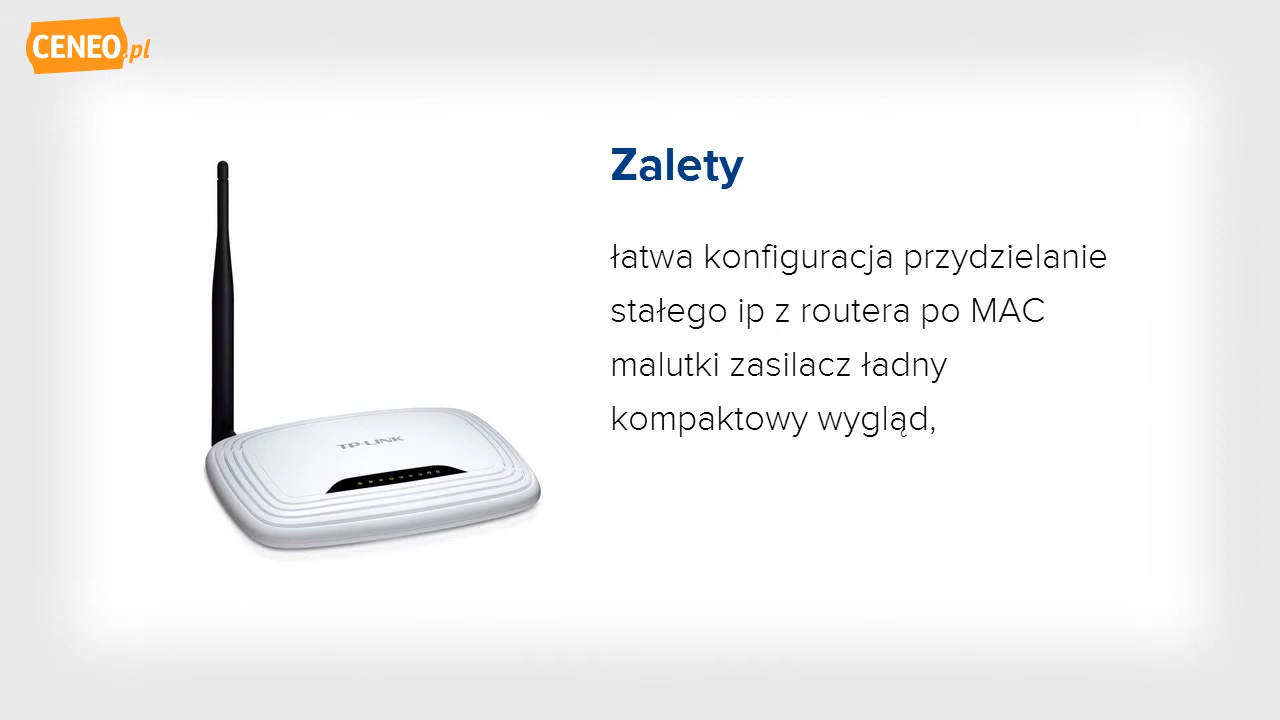 CENEO.pl
Zalety
łatwa konfiguracja przydzielanie
stałego ip z routera po MAC
malutki zasilacz ładny
kompaktowy wygląd,
TP-LINK